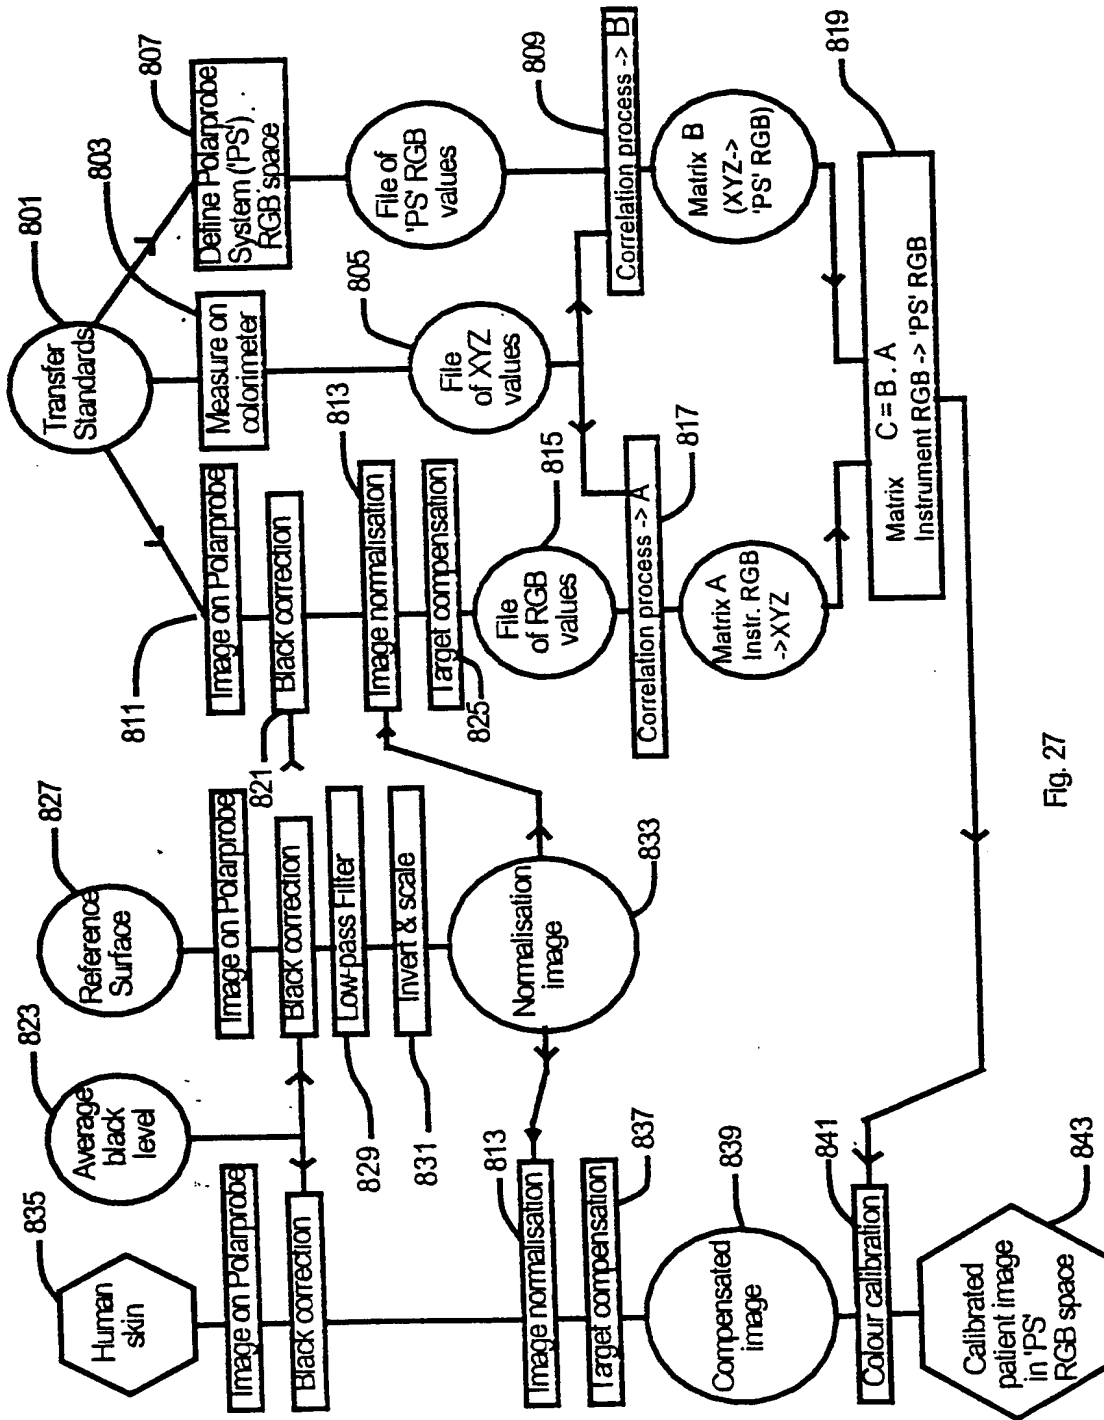 835
Human
skin
Image on Polarprobe
Black correction
813
Image normalisation
837
Target compensation
839
Compensated
image
841
Colour calibration
843
Calibrated
patient image
in 'PS'
RGB space
823
Average
black
level
827
Reference
Surface
Image on Polarprobe
Black correction
829
Low-pass Filter
831
Invert & scale
833
Normalisation
image
801
Transfer
Standards
811
Image on Polarprobe
821
Black correction
813
Image normalisation
825
Target compensation
815
File
of RGB
values
817
Correlation process -> A
Matrix A
Instr. RGB
->XYZ
803
Measure on
colorimeter
805
File
of XYZ
values
807
Define Polarprobe
System ('PS')
RGB space
File of
'PS' RGB
values
809
Correlation process -> B
Matrix B
(XYZ->
'PS' RGB)
819
C = B . A
Matrix
Instrument RGB -> 'PS' RGB
Fig. 27